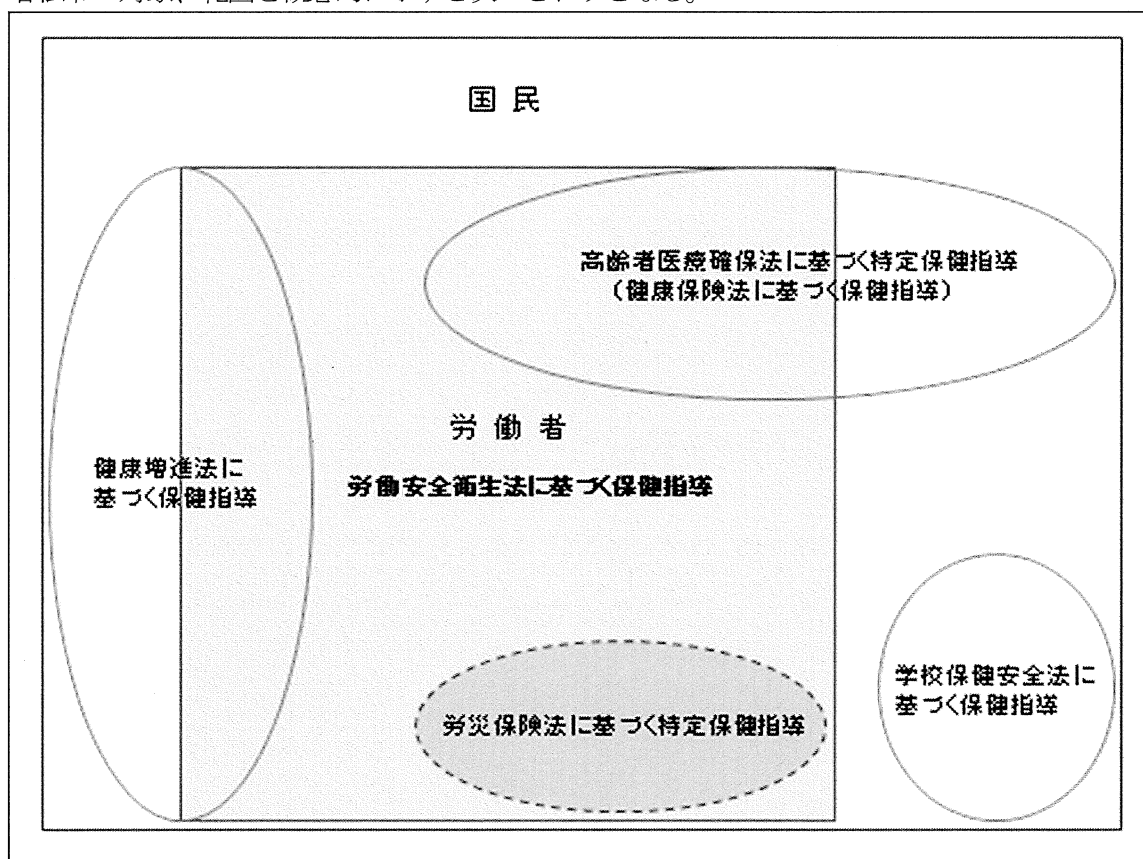 国民
高齢者医療確保法に基づく特定保健指導
（健康保険法に基づく保健指導）
労働者
健康増進法に
基づく保健指導
労働安全衛生法に基づく保健指導
学校保健安全法に
基づく保健指導
労災保険法に基づく特定保健指導